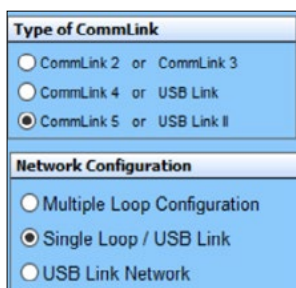 Type of CommLink
CommLink 2 or CommLink 3
CommLink 4 or USB Link
CommLink 5 or USB Link II
Network Configuration
Multiple Loop Configuration
Single Loop / USB Link
USB Link Network